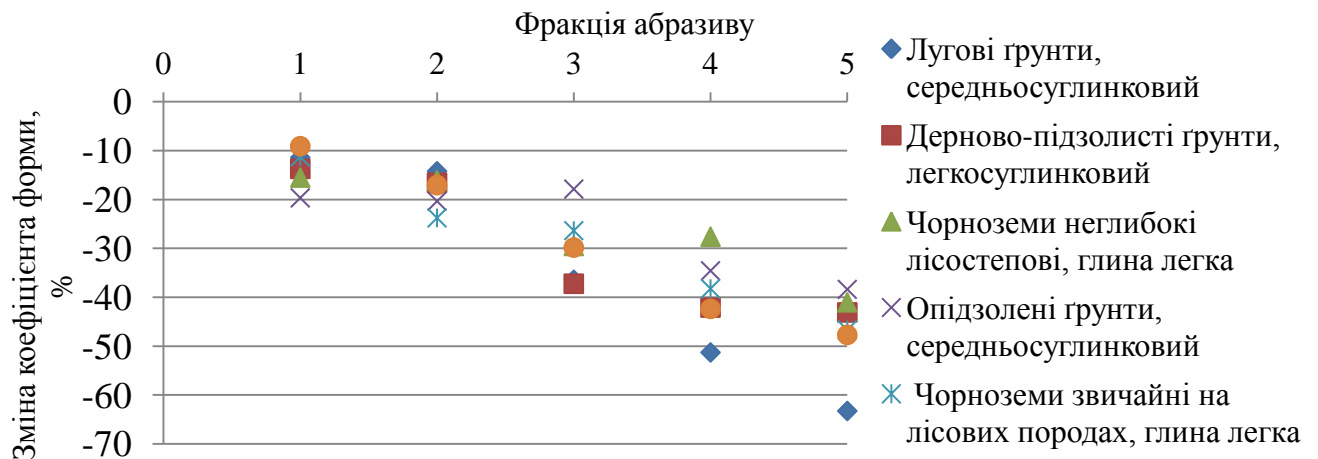 Фракція абразиву
0 1 2 3 4 5
Зміна коефіцієнта форми,
%
0
-10
-20
-30
-40
-50
-60
-70
Лугові ґрунти,
середньосуглинковий
Дерново-підзолисті ґрунти,
легкосуглинковий
Чорноземи неглибокі
лісостепові, глина легка
Опідзолені ґрунти,
середньосуглинковий
Чорноземи звичайні на
лісових породах, глина легка